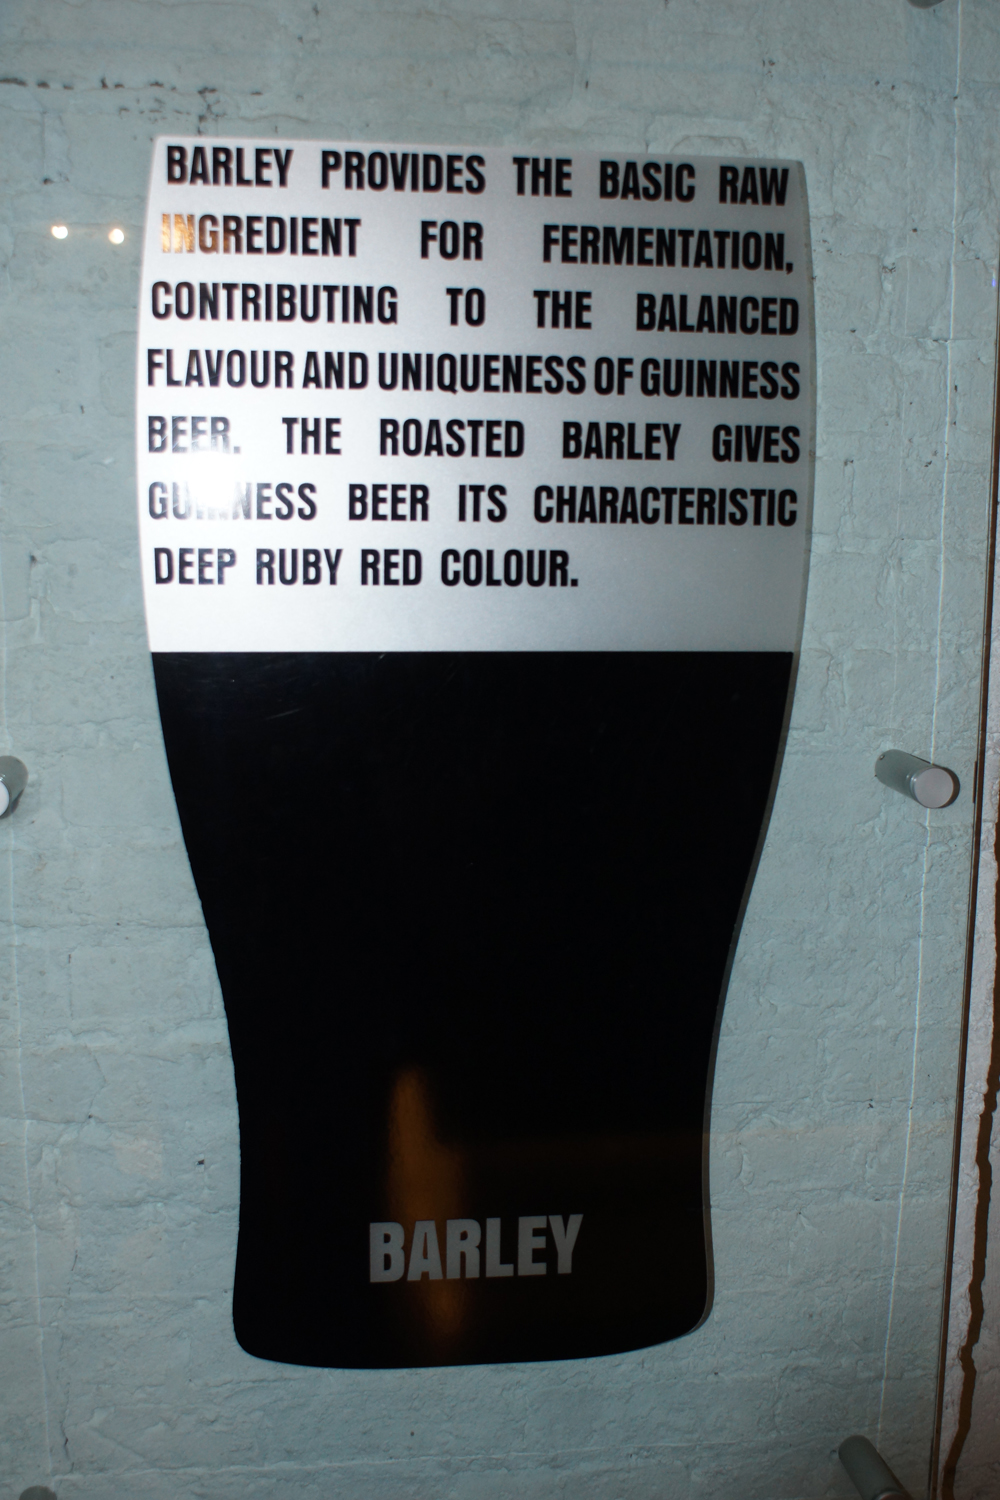 BARLEY PROVIDES THE BASIC RAW
INGREDIENT FOR FERMENTATION,
CONTRIBUTING TO THE BALANCED
FLAVOUR AND UNIQUENESS OF GUINNESS
BEER. THE ROASTED BARLEY GIVES
GUINNESS BEER ITS CHARACTERISTIC
DEEP RUBY RED COLOUR.
BARLEY